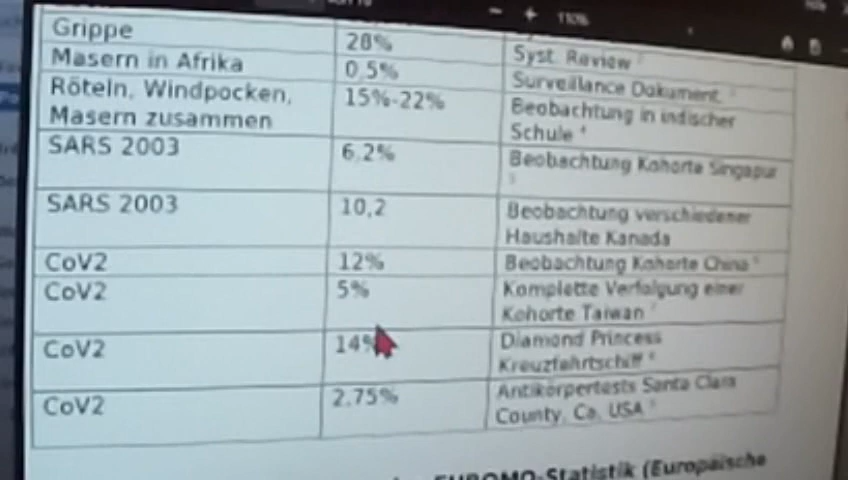 110%
Grippe 28% Syst. Review
Masern in Afrika 0,5% Surveillance Dokument
Röteln, Windpocken, 15%-22% Beobachtung in indischer
Masern zusammen Schule 4
SARS 2003 6,2% Beobachtung Kohorte Singapur
5
SARS 2003 10,2 Beobachtung verschiedener
Haushalte Kanada
CoV2 12% Beobachtung Kohorte China
CoV2 5% Komplette Verfolgung einer
Kohorte Taiwan
CoV2 14% Diamond Princess
Kreuzfahrtschiff
CoV2 2.75% Antikörpertests Santa Clara
County, Ca, USA
EUROMO-Statistik (Europäische